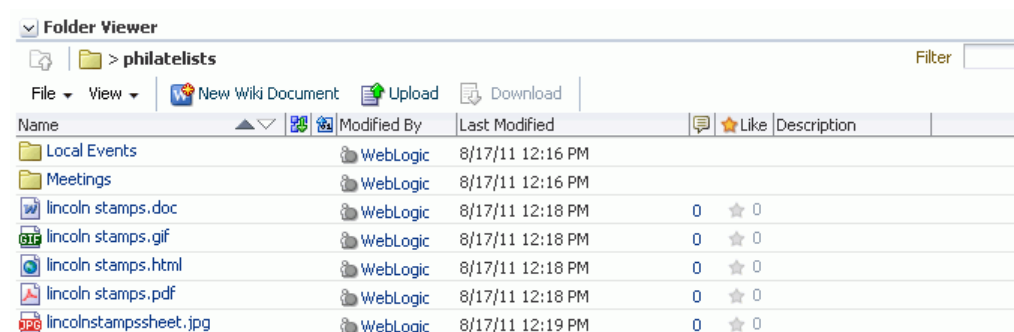 Folder Viewer
> philatelists Filter
File View New Wiki Document Upload Download
Name Modified By Last Modified Like Description
Local Events WebLogic 8/17/11 12:16 PM
Meetings WebLogic 8/17/11 12:16 PM
lincoln stamps.doc WebLogic 8/17/11 12:18 PM 0 0
lincoln stamps.gif WebLogic 8/17/11 12:18 PM 0 0
lincoln stamps.html WebLogic 8/17/11 12:18 PM 0 0
lincoln stamps.pdf WebLogic 8/17/11 12:18 PM 0 0
lincolnstampssheet.jpg WebLogic 8/17/11 12:19 PM 0 0